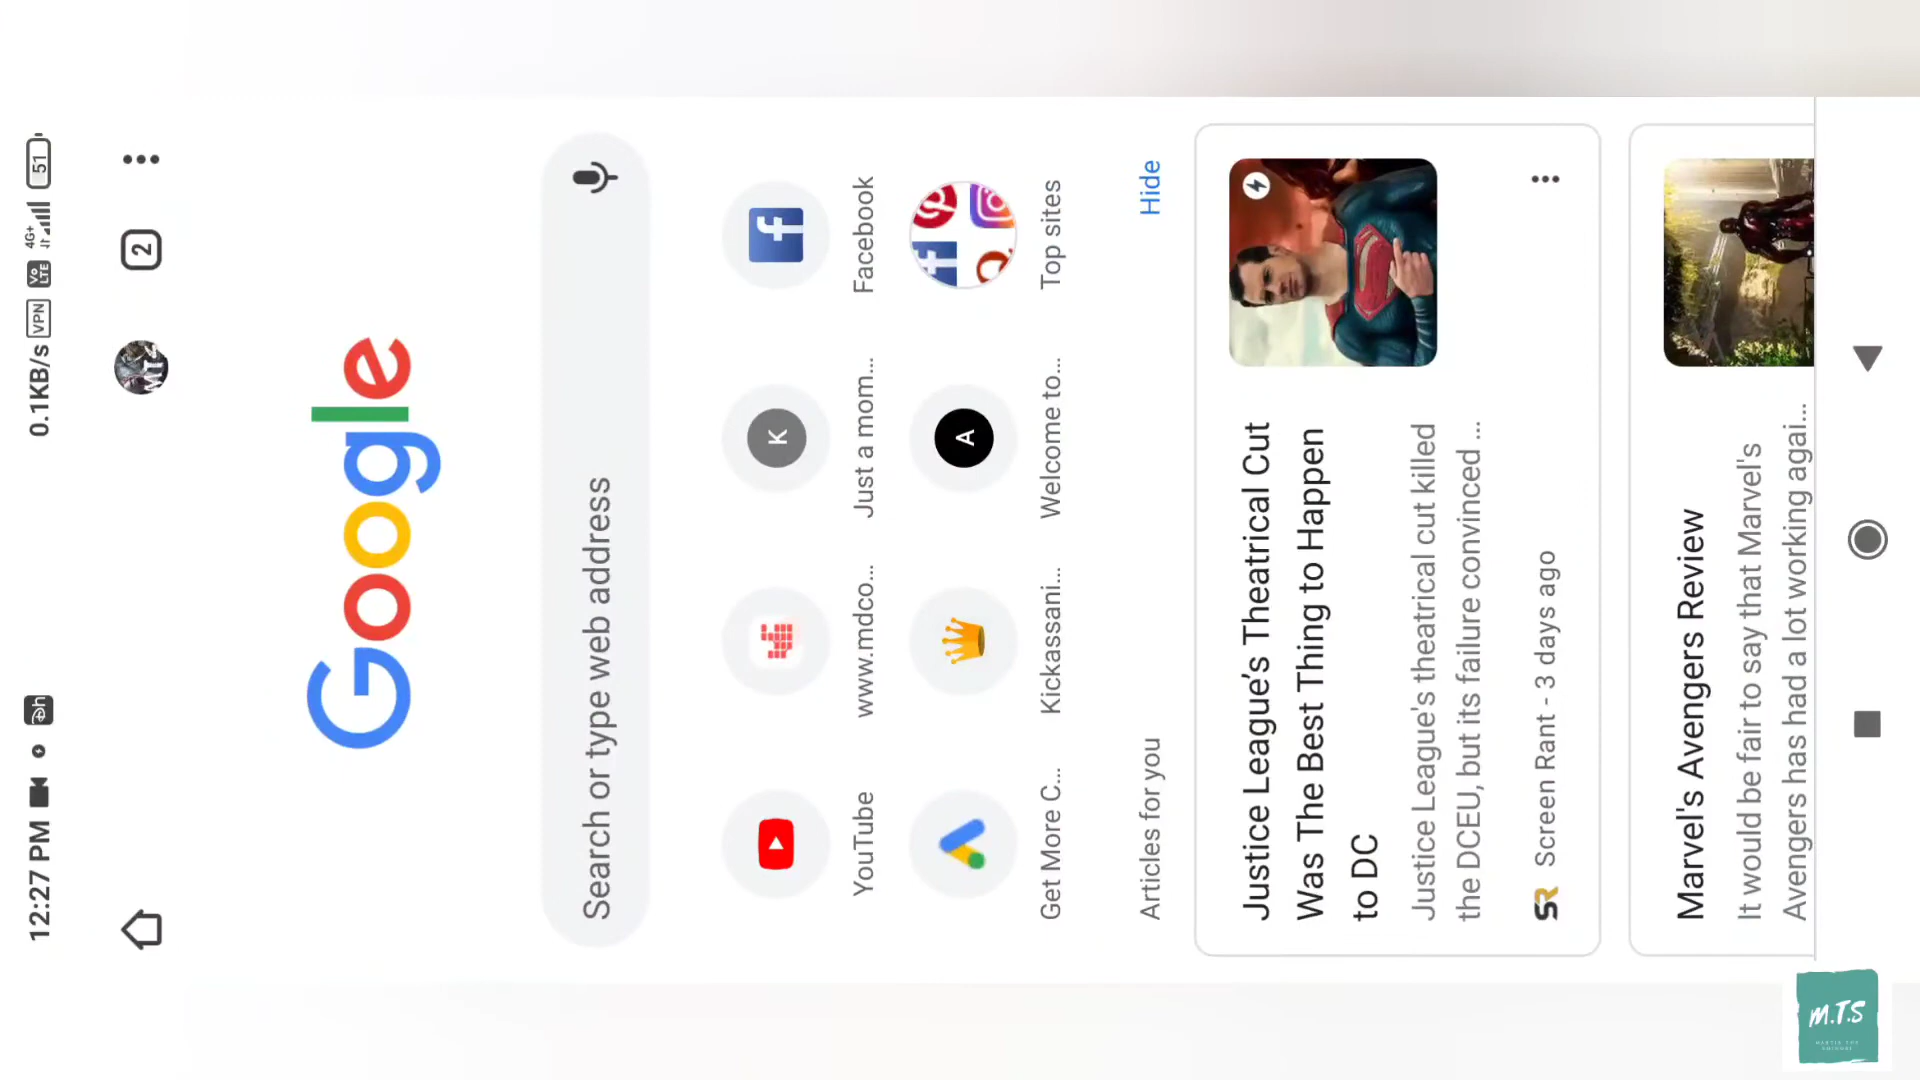 12:27 PM
0.1KB/s VPN Vo LTE 4G+ 51
2
Google
Search or type web address
YouTube
www.mdco...
K
Just a mom...
f
Facebook
Get More C...
Kickassani...
A
Welcome to...
Top sites
Articles for you
Hide
Justice League's Theatrical Cut
Was The Best Thing to Happen
to DC
Justice League's theatrical cut killed
the DCEU, but its failure convinced ...
SR Screen Rant - 3 days ago
Marvel's Avengers Review
It would be fair to say that Marvel's
Avengers has had a lot working agai...
M.T.S